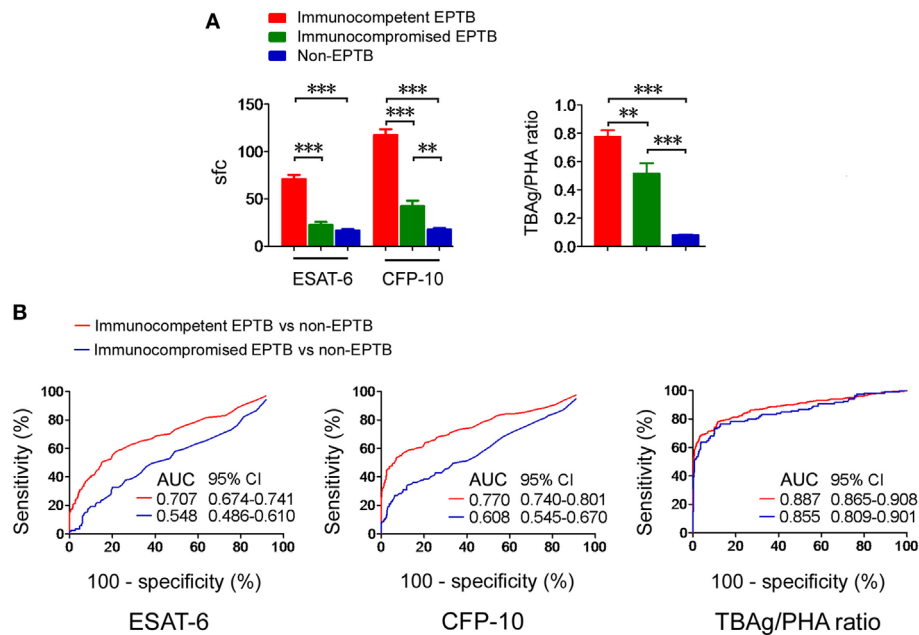 A
Immunocompetent EPTB
Immunocompromised EPTB
Non-EPTB
sfc
150
100
50
0
***
***
***
***
**
ESAT-6
CFP-10
TBAg/PHA ratio
1.0
0.8
0.6
0.4
0.2
0.0
***
**
***
B
Immunocompetent EPTB vs non-EPTB
Immunocompromised EPTB vs non-EPTB
Sensitivity (%)
100
80
60
40
20
0
AUC 95% CI
0.707 0.674-0.741
0.548 0.486-0.610
0 20 40 60 80 100
100 - specificity (%)
ESAT-6
Sensitivity (%)
100
80
60
40
20
0
AUC 95% CI
0.770 0.740-0.801
0.608 0.545-0.670
0 20 40 60 80 100
100 - specificity (%)
CFP-10
Sensitivity (%)
100
80
60
40
20
0
AUC 95% CI
0.887 0.865-0.908
0.855 0.809-0.901
0 20 40 60 80 100
100 - specificity (%)
TBAg/PHA ratio